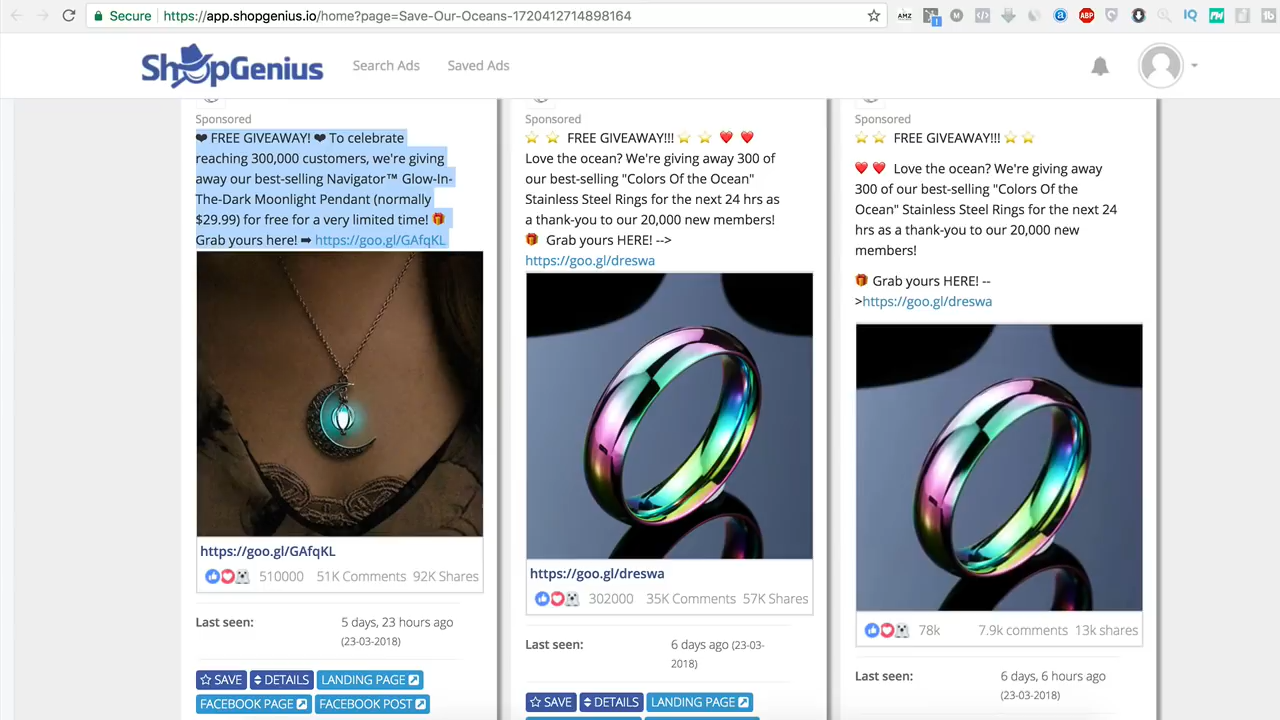 Secure https://app.shopgenius.io/home?page=Save-Our-Oceans-1720412714898164
AMZ
1
M
a
ABP
IQ
ShopGenius
Search Ads
Saved Ads
Sponsored
❤ FREE GIVEAWAY! ❤ To celebrate
reaching 300,000 customers, we're giving
away our best-selling Navigator™ Glow-In-
The-Dark Moonlight Pendant (normally
$29.99) for free for a very limited time! 🎁
Grab yours here! ➡ https://goo.gl/GAfqKL
https://goo.gl/GAfqKL
510000 51K Comments 92K Shares
Last seen: 5 days, 23 hours ago
(23-03-2018)
SAVE DETAILS LANDING PAGE
FACEBOOK PAGE FACEBOOK POST
Sponsored
⭐ ⭐ FREE GIVEAWAY!!! ⭐ ⭐ ❤️ ❤️
Love the ocean? We're giving away 300 of
our best-selling "Colors Of the Ocean"
Stainless Steel Rings for the next 24 hrs as
a thank-you to our 20,000 new members!
🎁 Grab yours HERE! -->
https://goo.gl/dreswa
https://goo.gl/dreswa
302000 35K Comments 57K Shares
Last seen: 6 days ago (23-03-
2018)
SAVE DETAILS LANDING PAGE
Sponsored
⭐⭐ FREE GIVEAWAY!!! ⭐⭐
❤️❤️ Love the ocean? We're giving away
300 of our best-selling "Colors Of the
Ocean" Stainless Steel Rings for the next 24
hrs as a thank-you to our 20,000 new
members!
🎁 Grab yours HERE! --
>https://goo.gl/dreswa
78k 7.9k comments 13k shares
Last seen: 6 days, 6 hours ago
(23-03-2018)